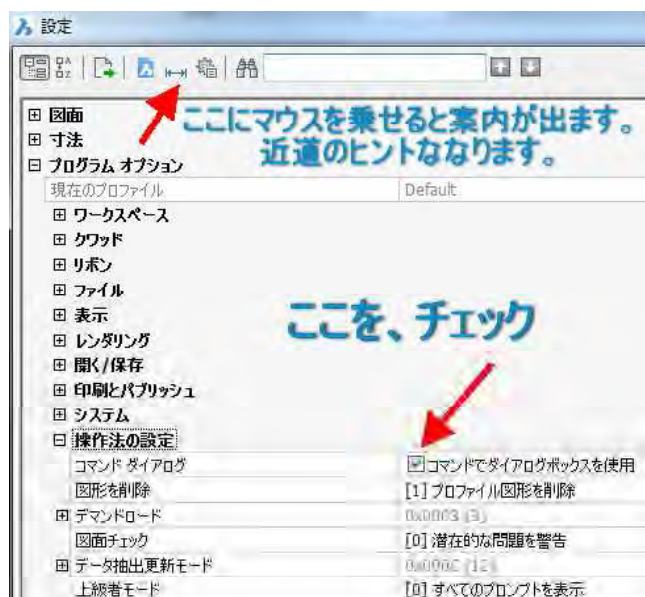 設定
ここにマウスを乗せると案内が出ます。
近道のヒントななります。
図面
寸法
プログラム オプション
現在のプロファイル Default
ワークスペース
クワッド
リボン
ファイル
表示
レンダリング
開く/保存
印刷とパブリッシュ
システム
ここを、チェック
操作法の設定
コマンド ダイアログ コマンドでダイアログボックスを使用
図形を削除 [1] プロファイル図形を削除
デマンドロード 0x0003 (3)
図面チェック [0] 潜在的な問題を警告
データ抽出更新モード 0x000C (12)
上級者モード [0] すべてのプロンプトを表示